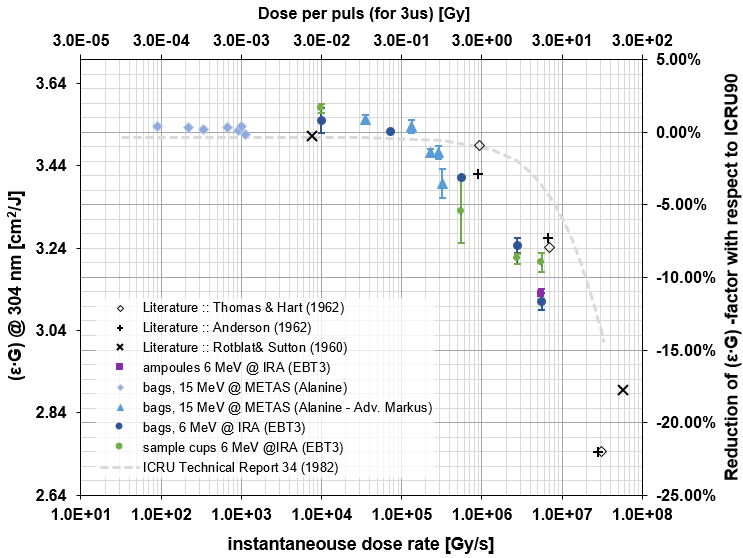 Dose per puls (for 3us) [Gy]
3.0E-05 3.0E-04 3.0E-03 3.0E-02 3.0E-01 3.0E+00 3.0E+01 3.0E+02
5.00%
3.64
0.00%
3.44
-5.00%
3.24
-10.00%
3.04
-15.00%
2.84
-20.00%
2.64
-25.00%
(ε·G) @ 304 nm [cm²/J]
Reduction of (ε·G) -factor with respect to ICRU90
Literature :: Thomas & Hart (1962)
Literature :: Anderson (1962)
Literature :: Rotblat& Sutton (1960)
ampoules 6 MeV @ IRA (EBT3)
bags, 15 MeV @ METAS (Alanine)
bags, 15 MeV @ METAS (Alanine - Adv. Markus)
bags, 6 MeV @ IRA (EBT3)
sample cups 6 MeV @IRA (EBT3)
ICRU Technical Report 34 (1982)
1.0E+01 1.0E+02 1.0E+03 1.0E+04 1.0E+05 1.0E+06 1.0E+07 1.0E+08
instantaneouse dose rate [Gy/s]